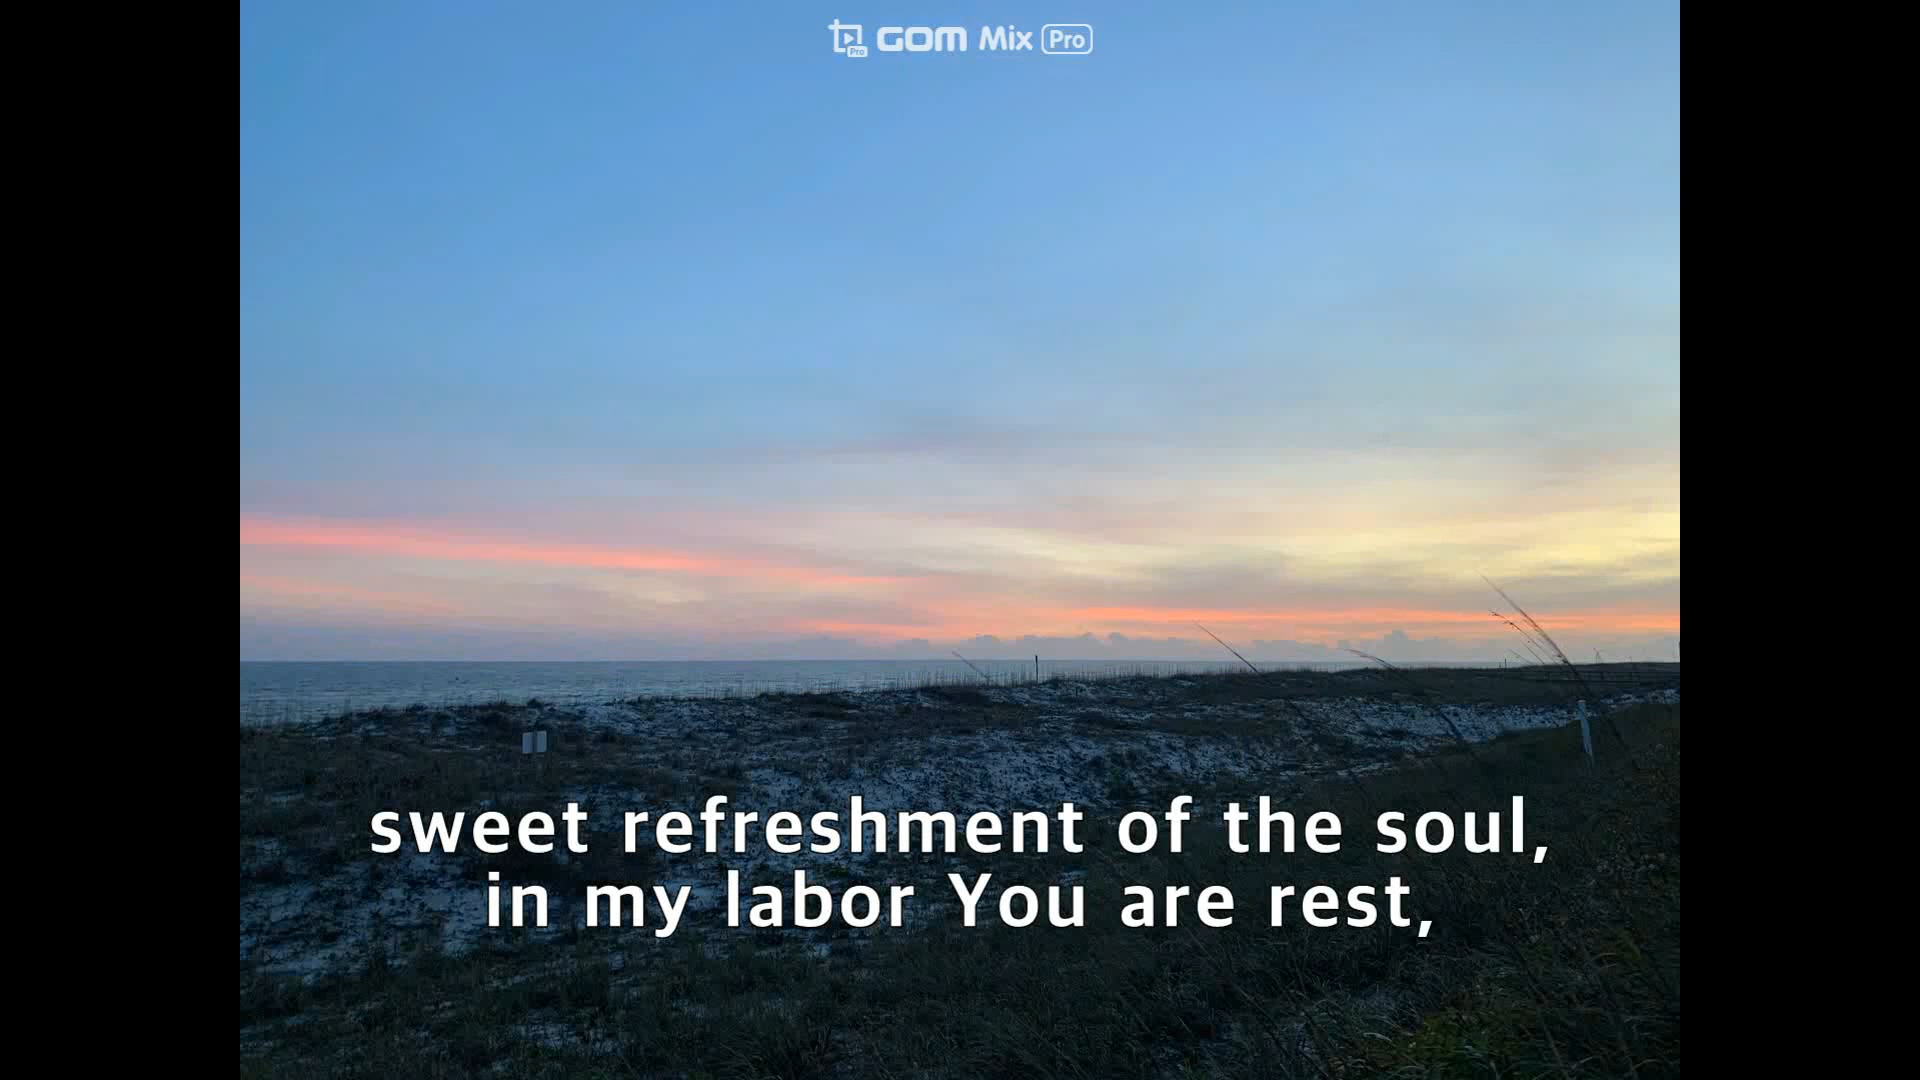 GOM Mix Pro
sweet refreshment of the soul,
in my labor You are rest,